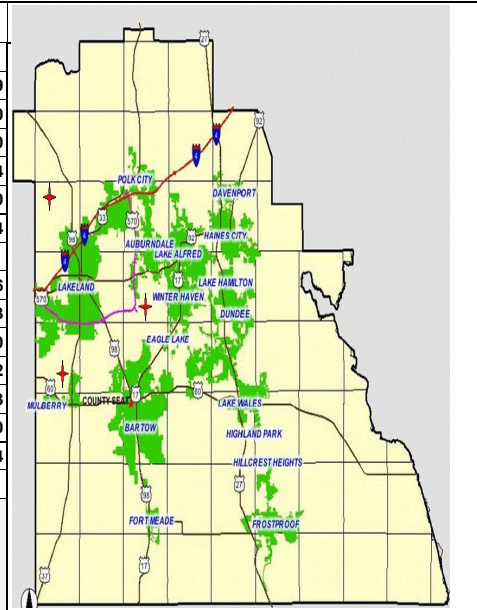 27
92
4
4
POLK CITY
DAVENPORT
33
570
98
4
4
92
HAINES CITY
AUBURNDALE
LAKE ALFRED
17
LAKELAND
LAKE HAMILTON
570
WINTER HAVEN
DUNDEE
EAGLE LAKE
98
60
17
60
COUNTY SEAT
MULBERRY
LAKE WALES
BARTOW
HIGHLAND PARK
HILLCREST HEIGHTS
27
98
FORT MEADE
FROSTPROOF
17
37